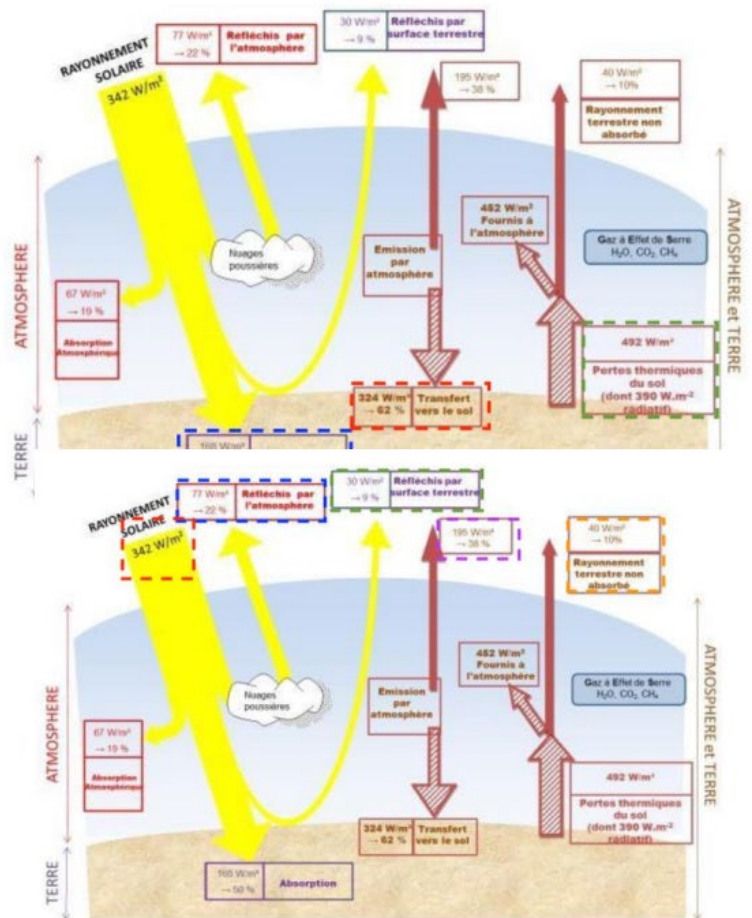 77 W/m²
→ 22 %
Réfléchis par
l'atmosphère
30 W/m²
→ 9 %
Réfléchis par
surface terrestre
RAYONNEMENT
SOLAIRE
342 W/m²
195 W/m²
→ 38 %
40 W/m²
→ 10%
Rayonnement
terrestre non
absorbé
ATMOSPHERE
Nuages
poussières
Emission
par
atmosphère
452 W/m²
Fournis à
l'atmosphère
Gaz à Effet de Serre
H₂O, CO₂, CH₄
ATMOSPHERE et TERRE
67 W/m²
→ 19 %
Absorption
Atmosphérique
492 W/m²
Pertes thermiques
du sol
(dont 390 W.m⁻²
radiatif)
324 W/m²
→ 62 %
Transfert
vers le sol
168 W/m²
TERRE
77 W/m²
→ 22 %
Réfléchis par
l'atmosphère
30 W/m²
→ 9 %
Réfléchis par
surface terrestre
RAYONNEMENT
SOLAIRE
342 W/m²
195 W/m²
→ 38 %
40 W/m²
→ 10%
Rayonnement
terrestre non
absorbé
ATMOSPHERE
Nuages
poussières
Emission
par
atmosphère
452 W/m²
Fournis à
l'atmosphère
Gaz à Effet de Serre
H₂O, CO₂, CH₄
ATMOSPHERE et TERRE
67 W/m²
→ 19 %
Absorption
Atmosphérique
492 W/m²
Pertes thermiques
du sol
(dont 390 W.m⁻²
radiatif)
324 W/m²
→ 62 %
Transfert
vers le sol
168 W/m²
→ 50 %
Absorption
TERRE